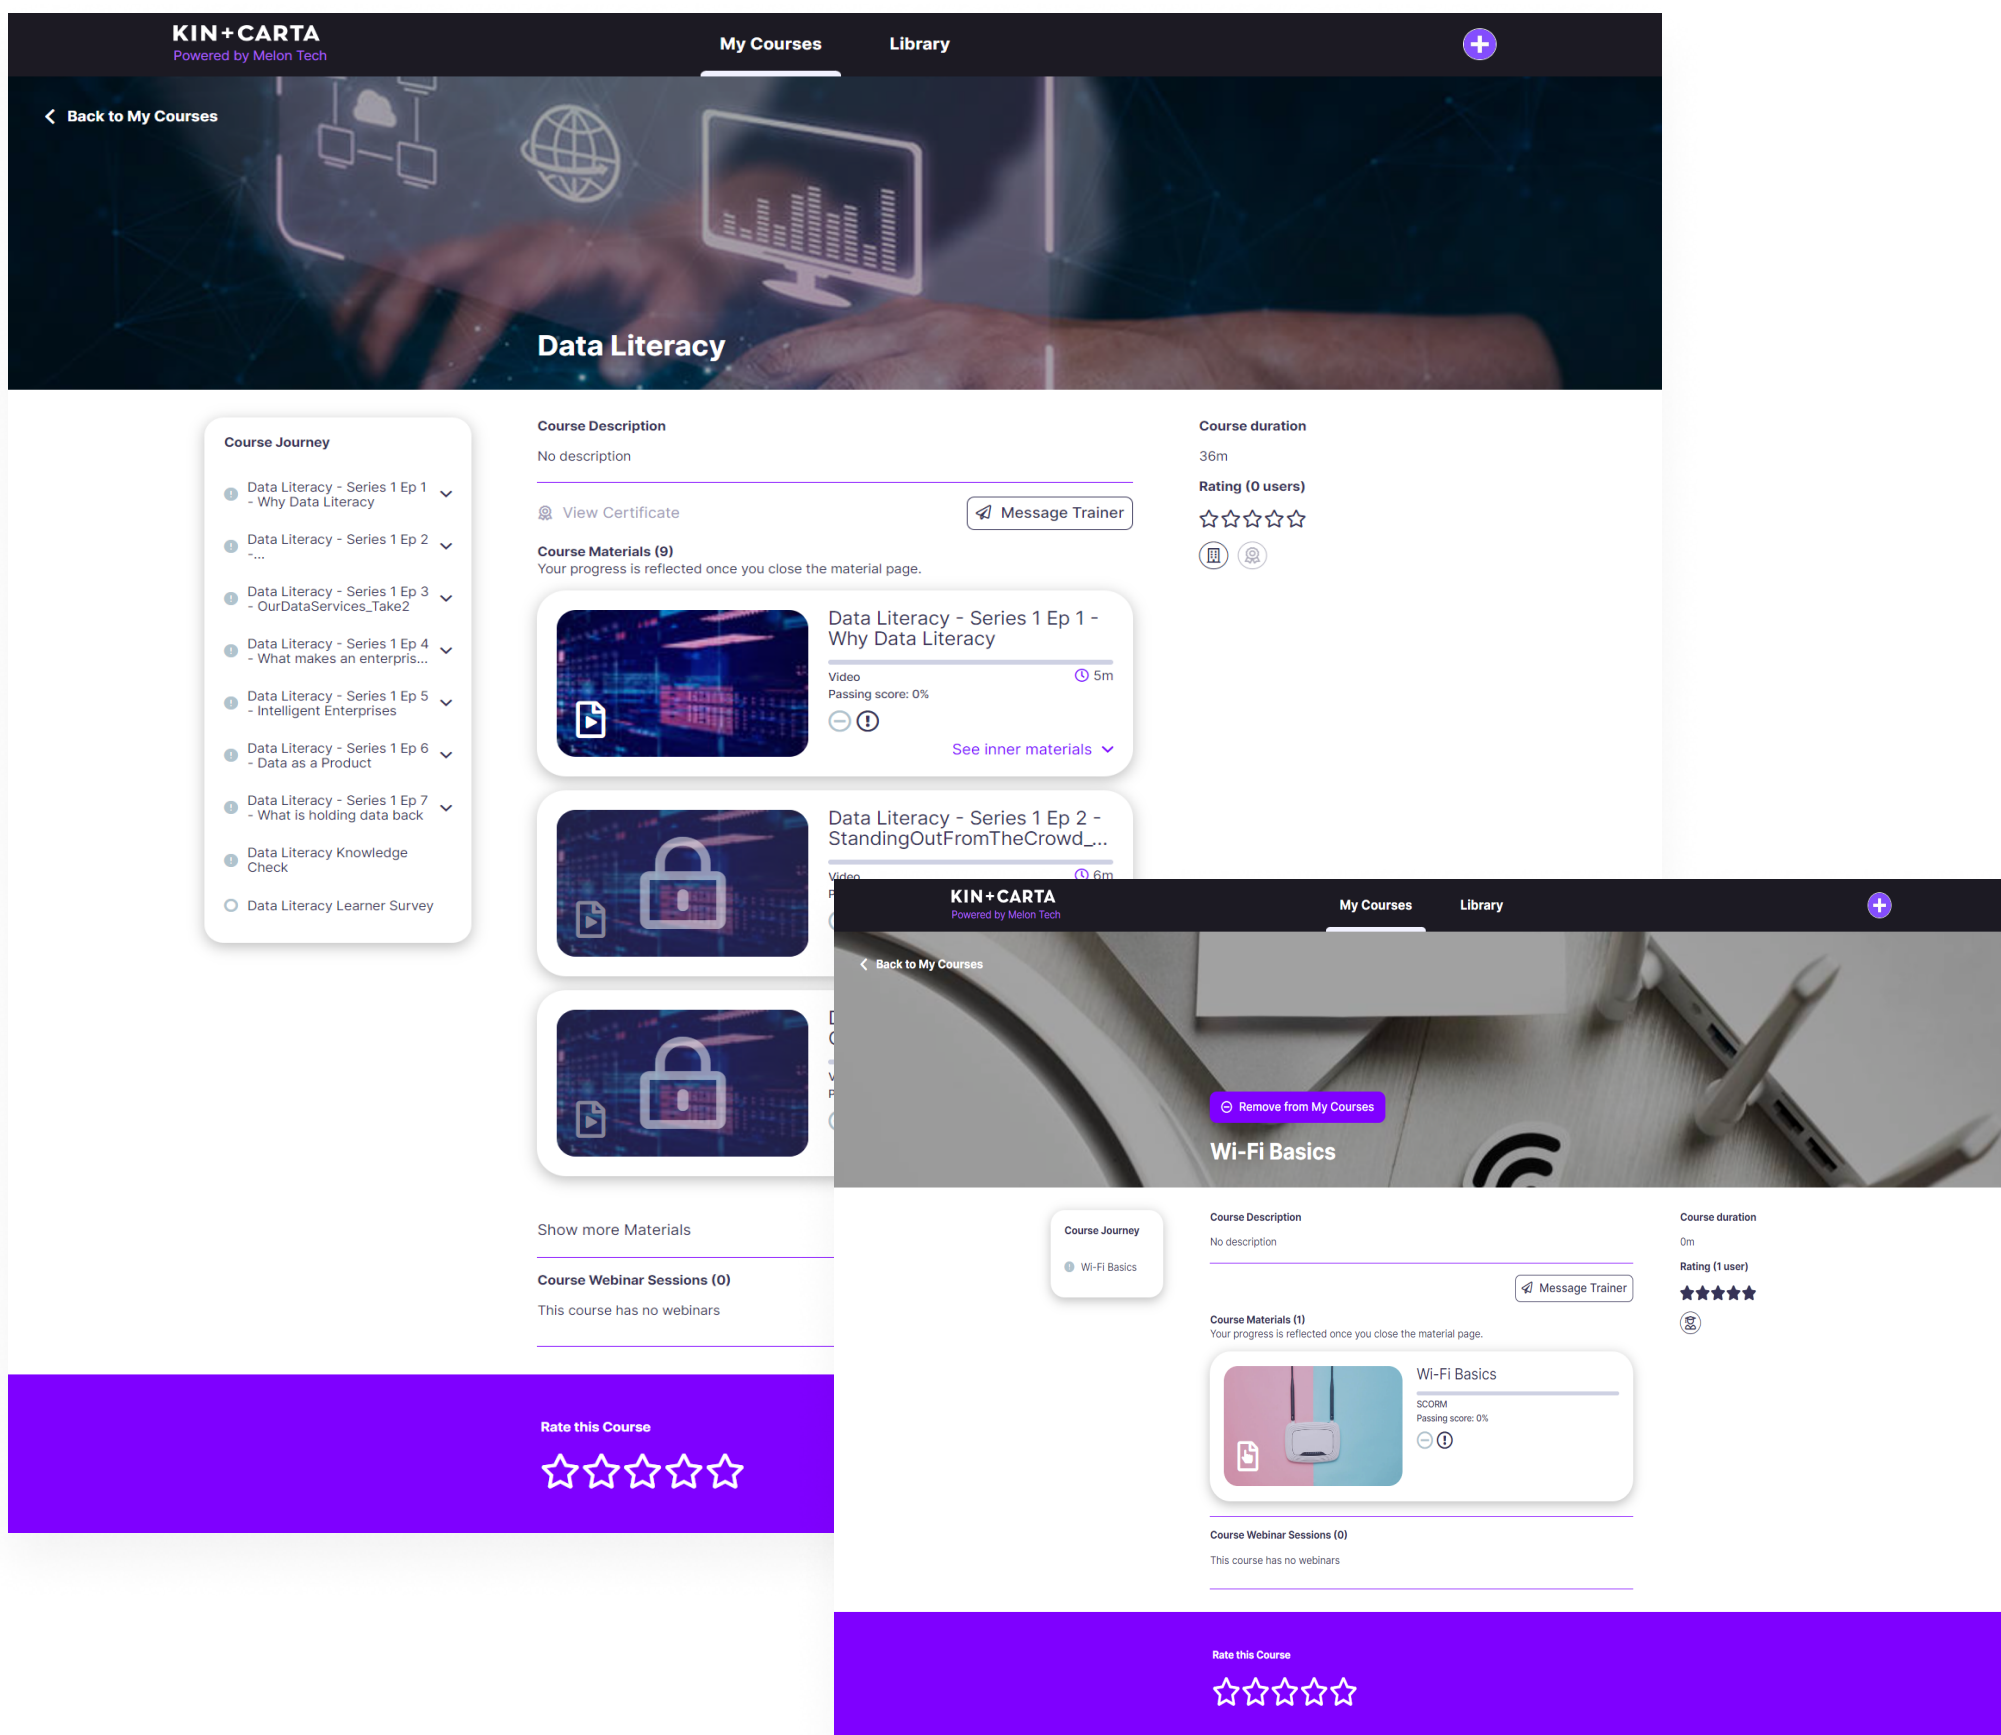 KIN+CARTA
Powered by Melon Tech
My Courses
Library
Back to My Courses
Data Literacy
Course Journey
Data Literacy - Series 1 Ep 1
- Why Data Literacy
Data Literacy - Series 1 Ep 2
-...
Data Literacy - Series 1 Ep 3
- OurDataServices_Take2
Data Literacy - Series 1 Ep 4
- What makes an enterpris...
Data Literacy - Series 1 Ep 5
- Intelligent Enterprises
Data Literacy - Series 1 Ep 6
- Data as a Product
Data Literacy - Series 1 Ep 7
- What is holding data back
Data Literacy Knowledge
Check
Data Literacy Learner Survey
Course Description
No description
View Certificate
Message Trainer
Course Materials (9)
Your progress is reflected once you close the material page.
Data Literacy - Series 1 Ep 1 -
Why Data Literacy
Video
5m
Passing score: 0%
See inner materials
Data Literacy - Series 1 Ep 2 -
StandingOutFromTheCrowd_...
Video
6m
Show more Materials
Course Webinar Sessions (0)
This course has no webinars
Rate this Course
Course duration
36m
Rating (0 users)
KIN+CARTA
Powered by Melon Tech
My Courses
Library
Back to My Courses
Remove from My Courses
Wi-Fi Basics
Course Journey
Wi-Fi Basics
Course Description
No description
Message Trainer
Course Materials (1)
Your progress is reflected once you close the material page.
Wi-Fi Basics
SCORM
Passing score: 0%
Course Webinar Sessions (0)
This course has no webinars
Rate this Course
Course duration
0m
Rating (1 user)